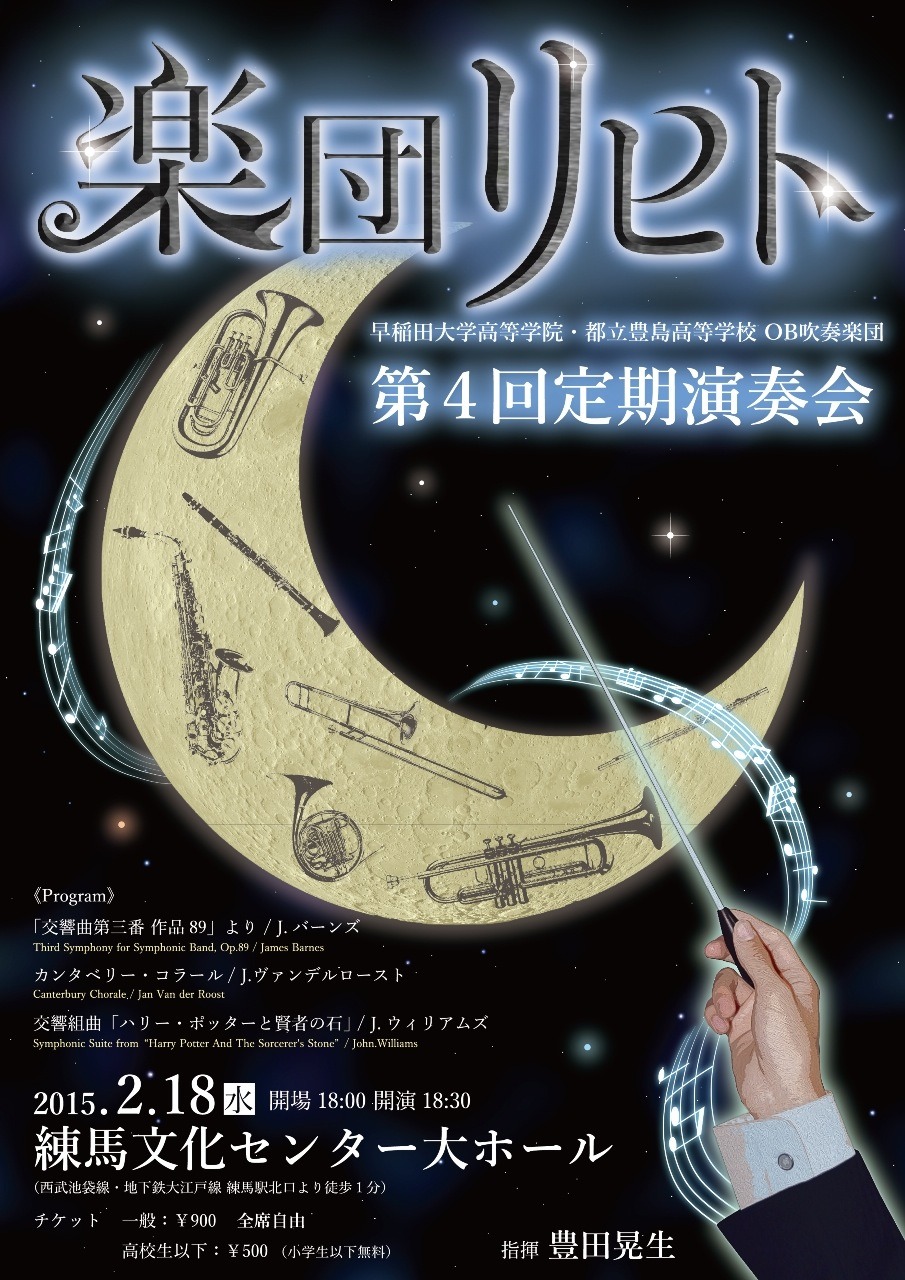 楽団リヒト
早稲田大学高等学院・都立豊島高等学校 OB吹奏楽団
第4回定期演奏会
《Program》
「交響曲第三番 作品 89」より / J. バーンズ
Third Symphony for Symphonic Band, Op.89 / James Barnes
カンタベリー・コラール / J.ヴァンデルロースト
Canterbury Chorale / Jan Van der Roost
交響組曲「ハリー・ポッターと賢者の石」/ J. ウィリアムズ
Symphonic Suite from “Harry Potter And The Sorcerer's Stone” / John.Williams
2015.2.18 水 開場 18:00 開演 18:30
練馬文化センター大ホール
（西武池袋線・地下鉄大江戸線 練馬駅北口より徒歩1分）
チケット 一般：￥900 全席自由
高校生以下：￥500 （小学生以下無料）
指揮 豊田晃生